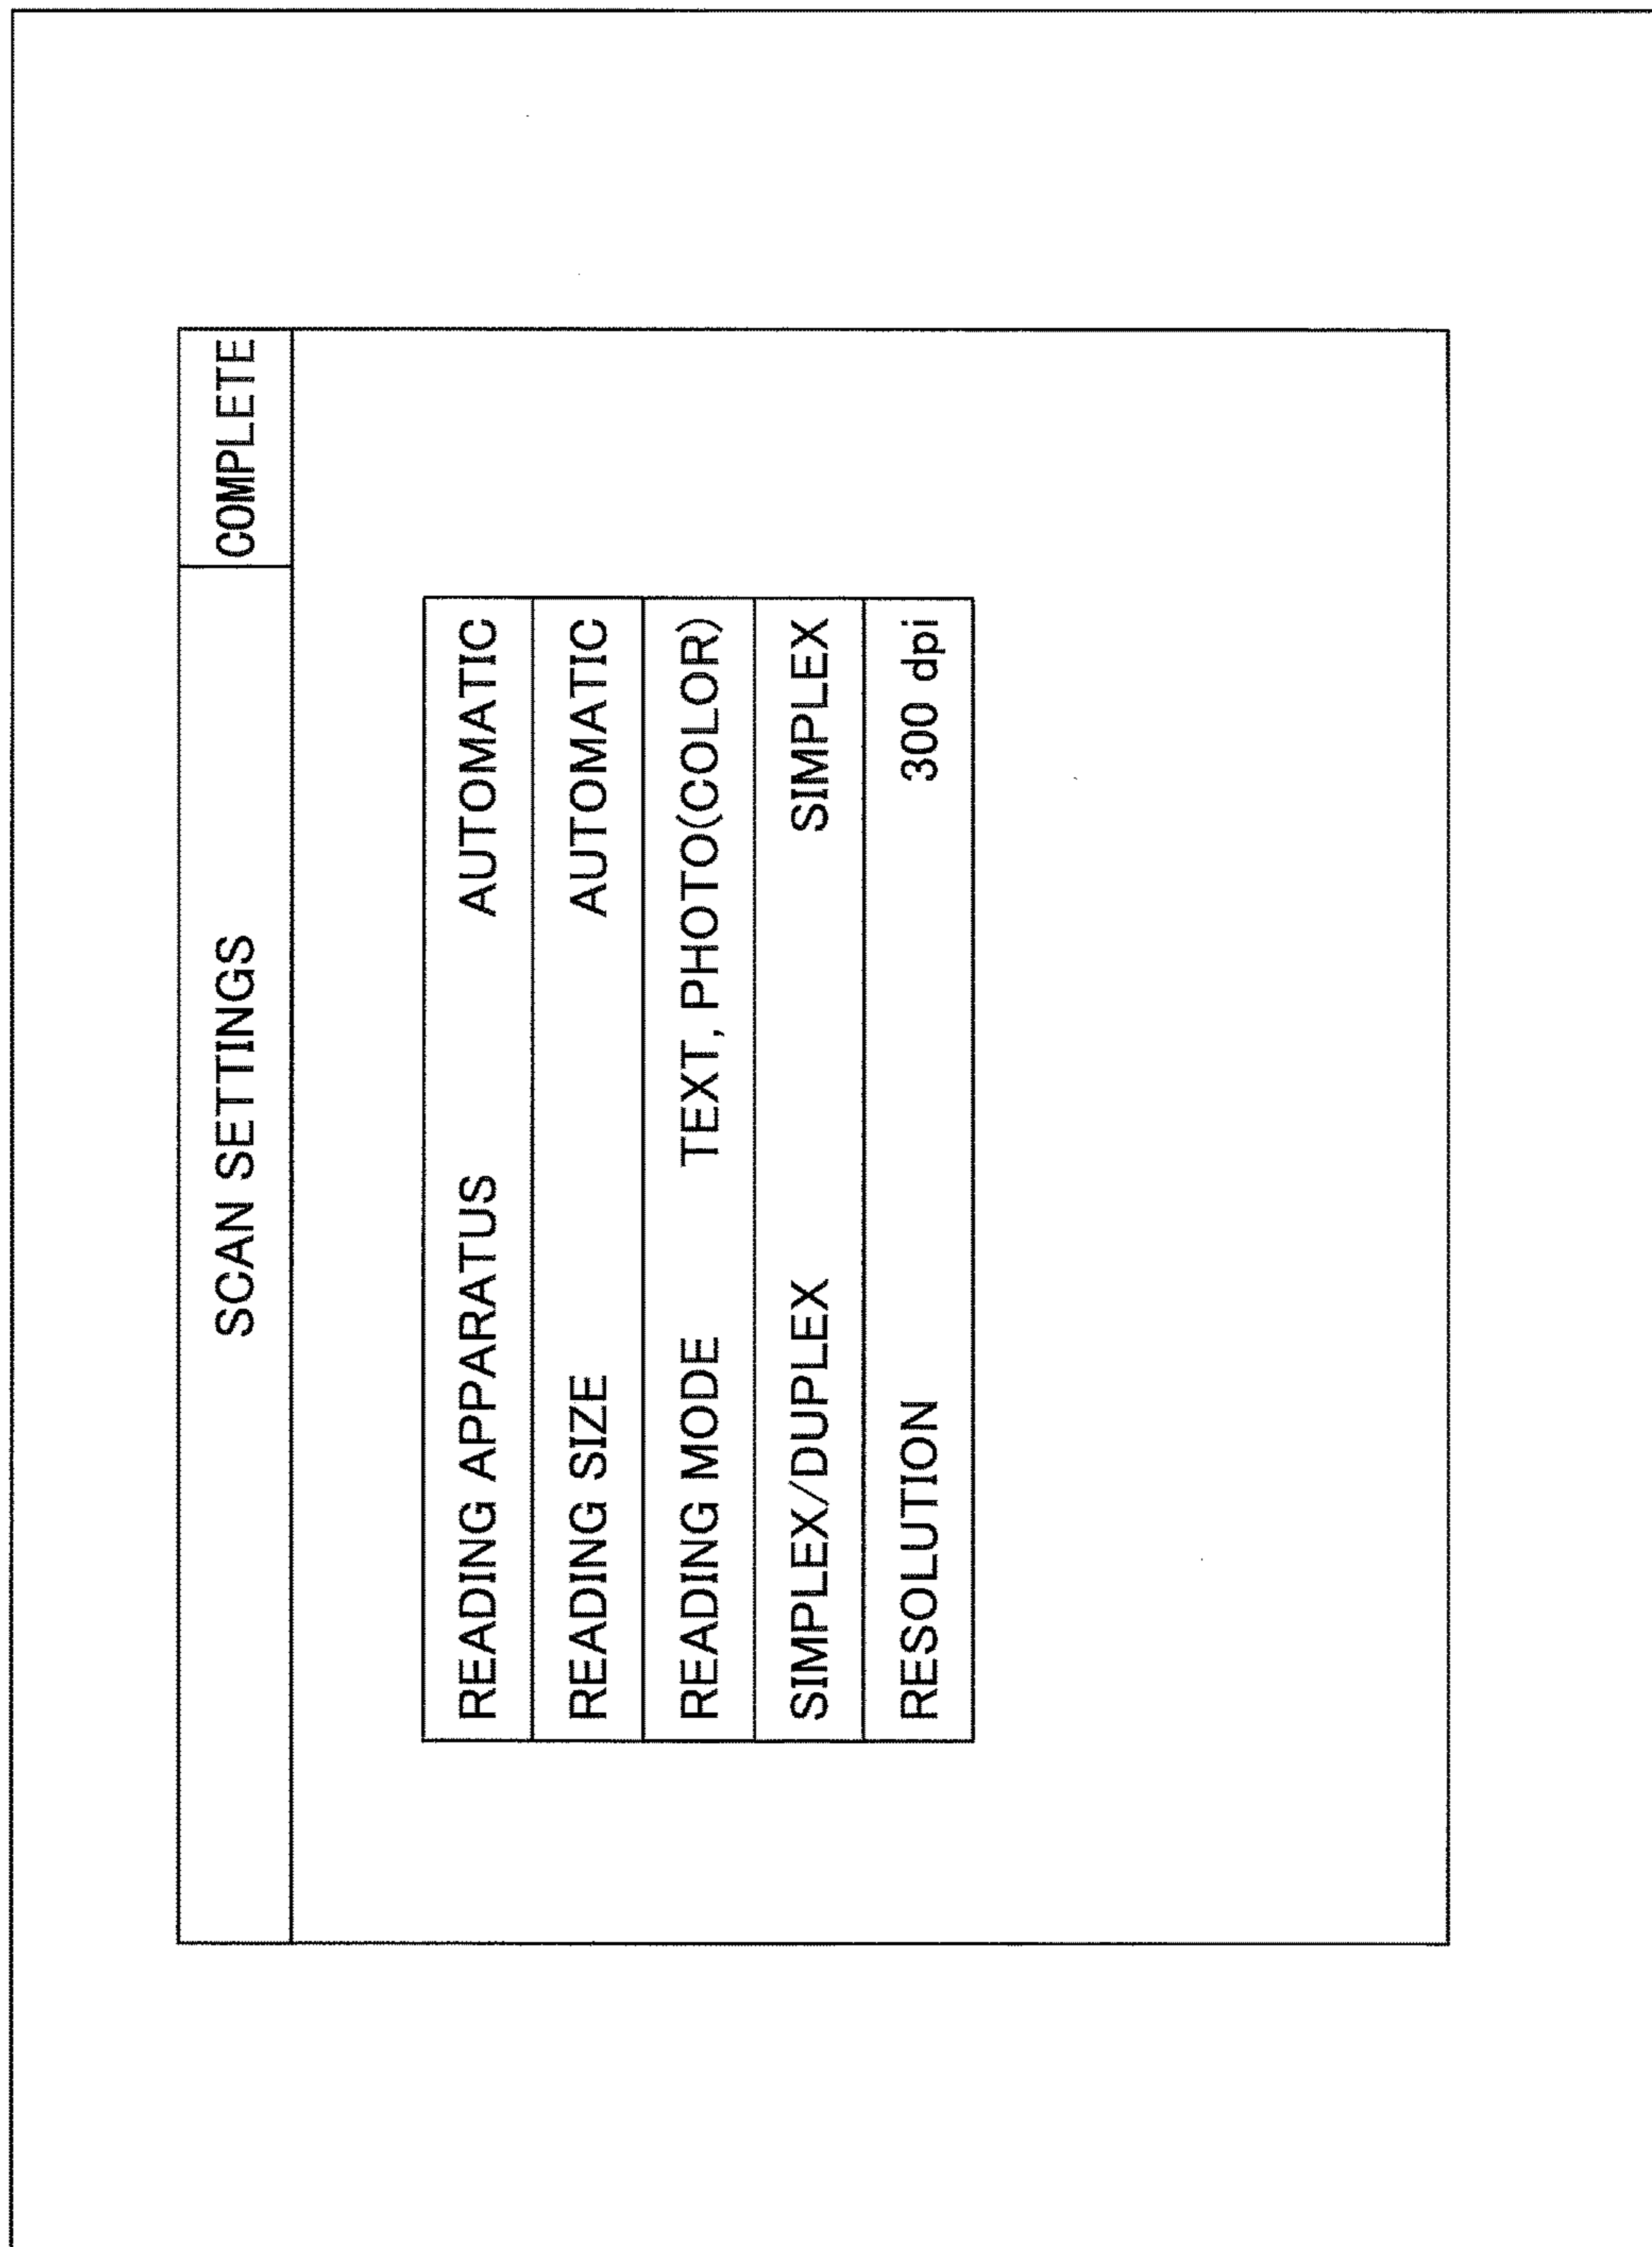 SCAN SETTINGS COMPLETE
READING APPARATUS AUTOMATIC
READING SIZE AUTOMATIC
READING MODE TEXT, PHOTO(COLOR)
SIMPLEX/DUPLEX SIMPLEX
RESOLUTION 300 dpi